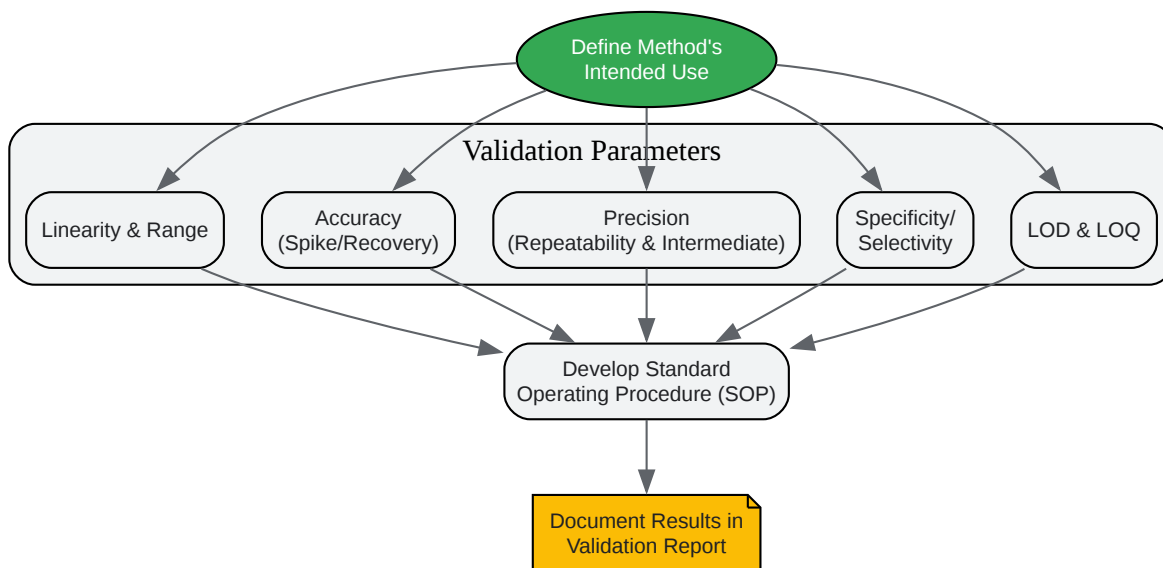 Define Method's
Intended Use
Validation Parameters
Linearity & Range
Accuracy
(Spike/Recovery)
Precision
(Repeatability & Intermediate)
Specificity/
Selectivity
LOD & LOQ
Develop Standard
Operating Procedure (SOP)
Document Results in
Validation Report